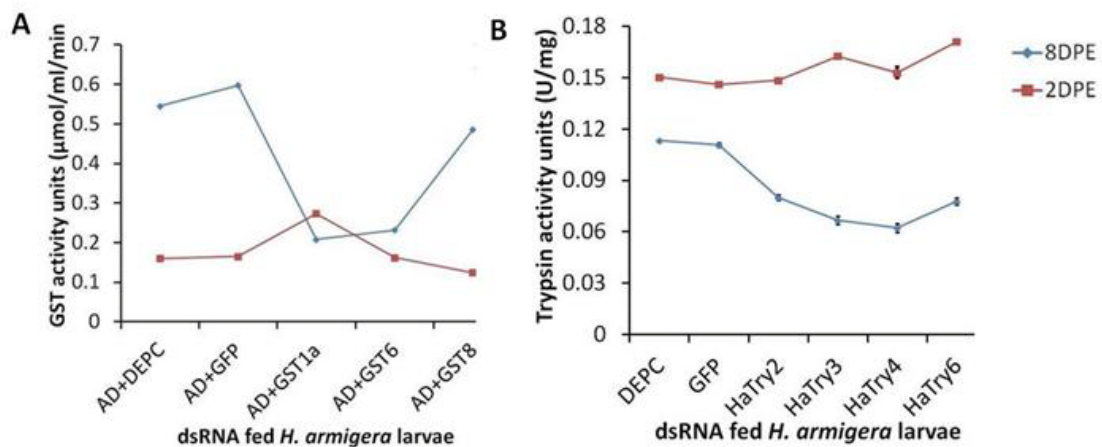 A
GST activity units (µmol/ml/min
0.7
0.6
0.5
0.4
0.3
0.2
0.1
0
AD+DEPC
AD+GFP
AD+GST1a
AD+GST6
AD+GST8
dsRNA fed H. armigera larvae
B
Trypsin activity units (U/mg)
0.18
0.15
0.12
0.09
0.06
0.03
0
DEPC
GFP
HaTry2
HaTry3
HaTry4
HaTry6
dsRNA fed H. armigera larvae
8DPE
2DPE